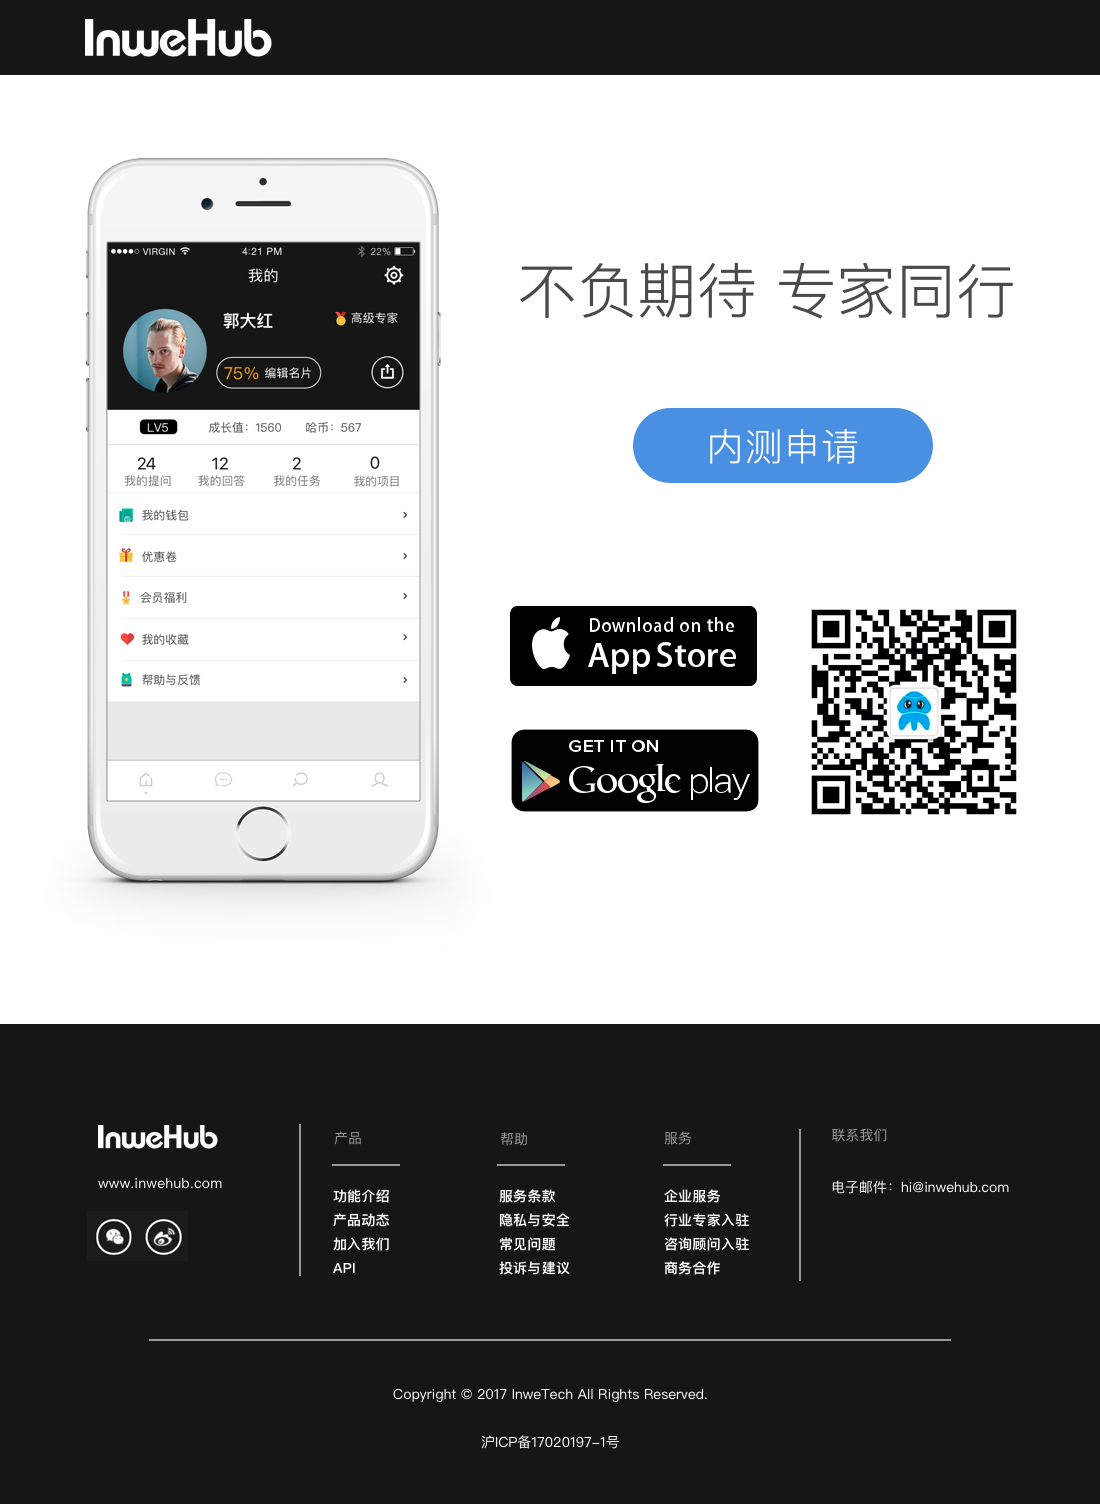 InweHub
VIRGIN 4:21 PM 22%
我的
郭大红 高级专家
75% 编辑名片
LV5 成长值：1560 哈币：567
24 12 2 0
我的提问 我的回答 我的任务 我的项目
我的钱包
优惠卷
会员福利
我的收藏
帮助与反馈
不负期待 专家同行
内测申请
Download on the
App Store
GET IT ON
Google play
InweHub
www.inwehub.com
产品
功能介绍
产品动态
加入我们
API
帮助
服务条款
隐私与安全
常见问题
投诉与建议
服务
企业服务
行业专家入驻
咨询顾问入驻
商务合作
联系我们
电子邮件：hi@inwehub.com
Copyright © 2017 InweTech All Rights Reserved.
沪ICP备17020197-1号